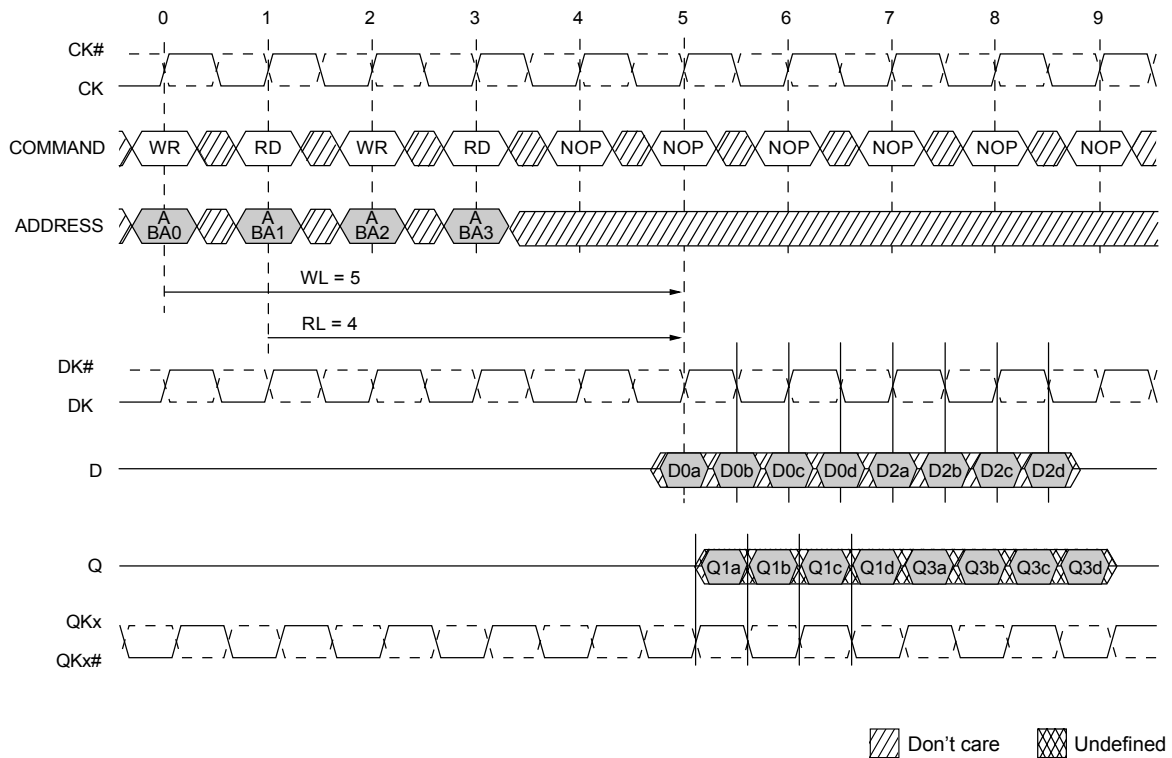 0 1 2 3 4 5 6 7 8 9
CK#
CK
COMMAND WR RD WR RD NOP NOP NOP NOP NOP NOP
ADDRESS A BA0 A BA1 A BA2 A BA3
WL = 5
RL = 4
DK#
DK
D D0a D0b D0c D0d D2a D2b D2c D2d
Q Q1a Q1b Q1c Q1d Q3a Q3b Q3c Q3d
QKx
QKx#
Don't care Undefined